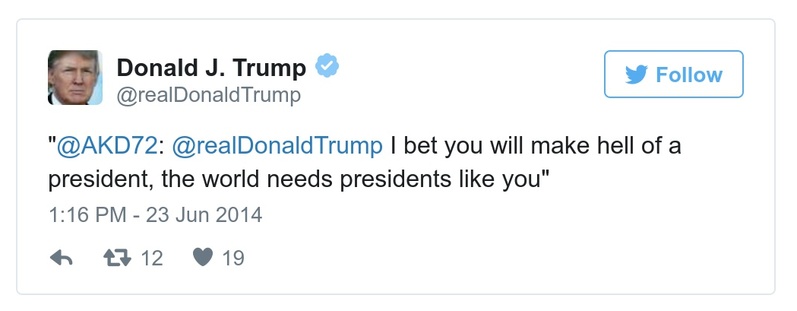 Donald J. Trump
@realDonaldTrump
Follow
"@AKD72: @realDonaldTrump I bet you will make hell of a
president, the world needs presidents like you"
1:16 PM - 23 Jun 2014
12 19